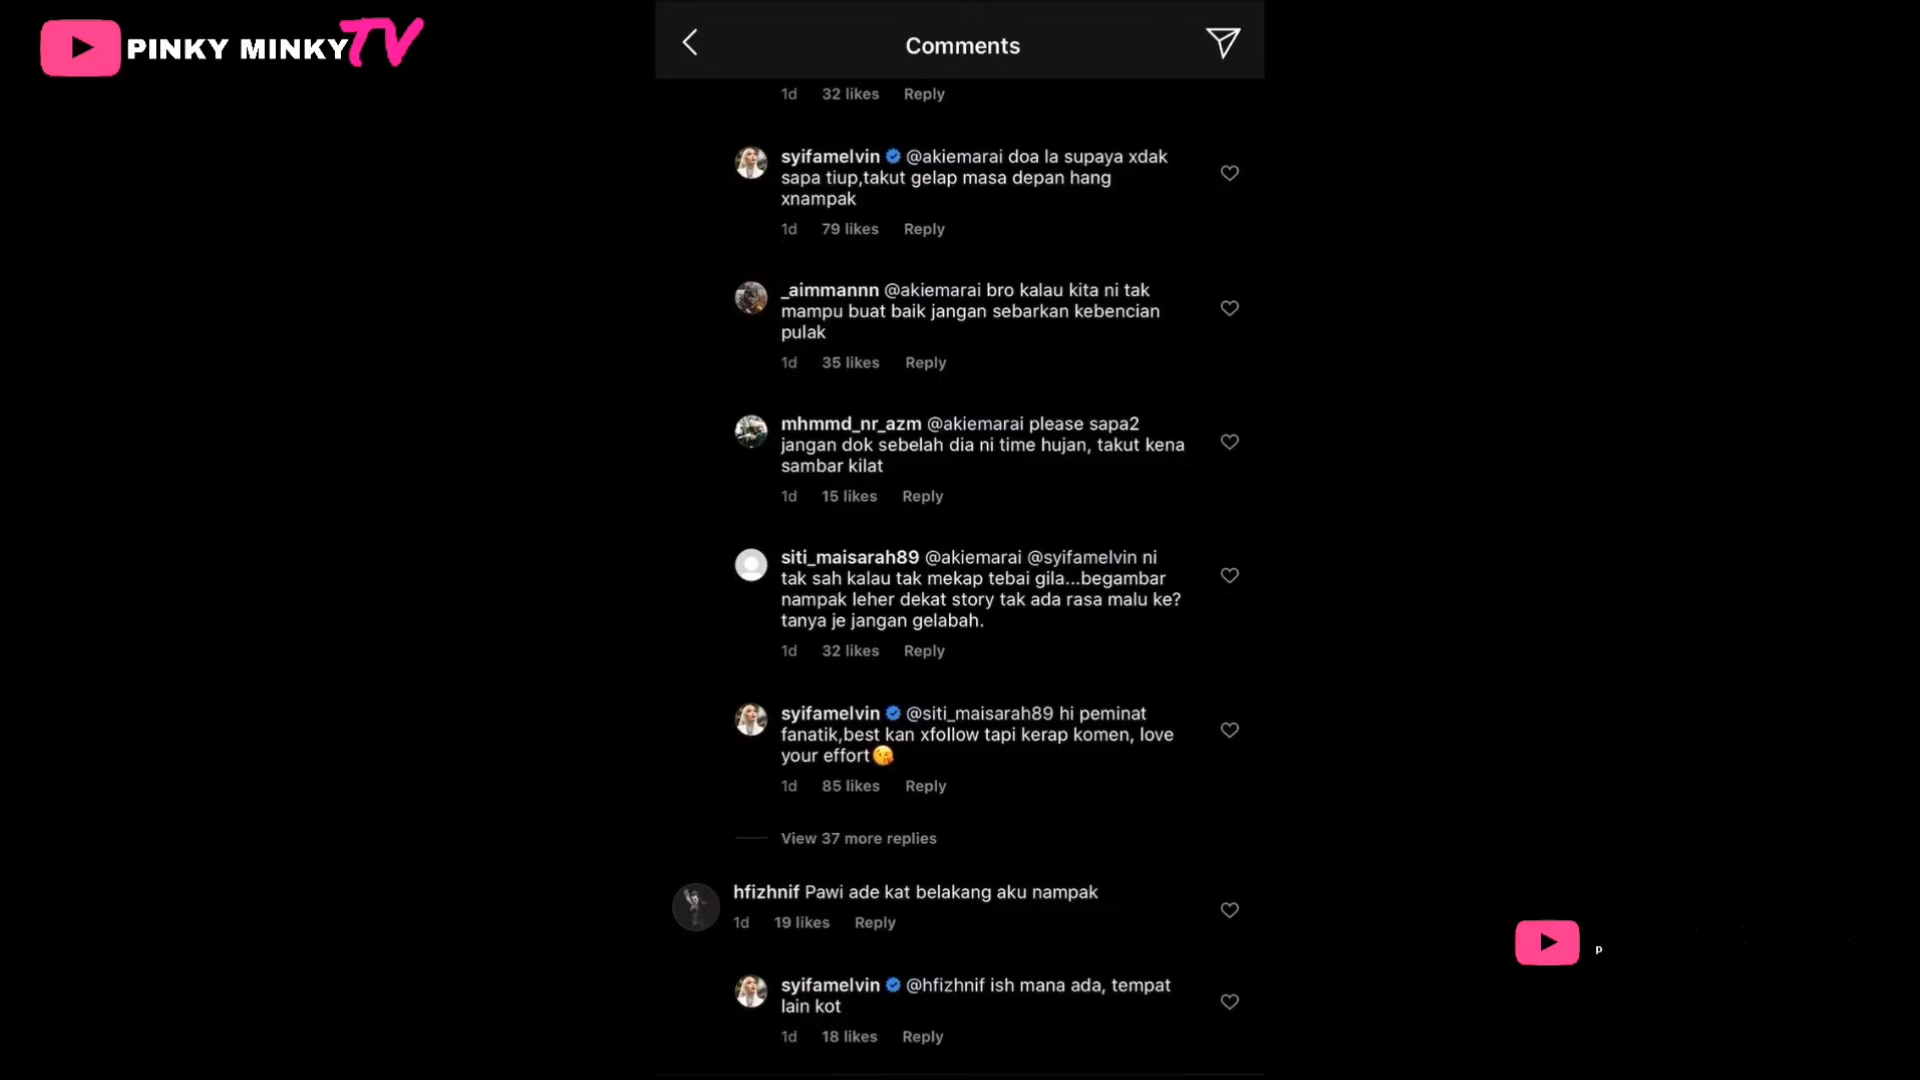 PINKY MINKY TV
Comments
1d 32 likes Reply
syifamelvin @akiemarai doa la supaya xdak
sapa tiup,takut gelap masa depan hang
xnampak
1d 79 likes Reply
_aimmannn @akiemarai bro kalau kita ni tak
mampu buat baik jangan sebarkan kebencian
pulak
1d 35 likes Reply
mhmmd_nr_azm @akiemarai please sapa2
jangan dok sebelah dia ni time hujan, takut kena
sambar kilat
1d 15 likes Reply
siti_maisarah89 @akiemarai @syifamelvin ni
tak sah kalau tak mekap tebai gila...begambar
nampak leher dekat story tak ada rasa malu ke?
tanya je jangan gelabah.
1d 32 likes Reply
syifamelvin @siti_maisarah89 hi peminat
fanatik,best kan xfollow tapi kerap komen, love
your effort😘
1d 85 likes Reply
View 37 more replies
hfizhnif Pawi ade kat belakang aku nampak
1d 19 likes Reply
syifamelvin @hfizhnif ish mana ada, tempat
lain kot
1d 18 likes Reply
P